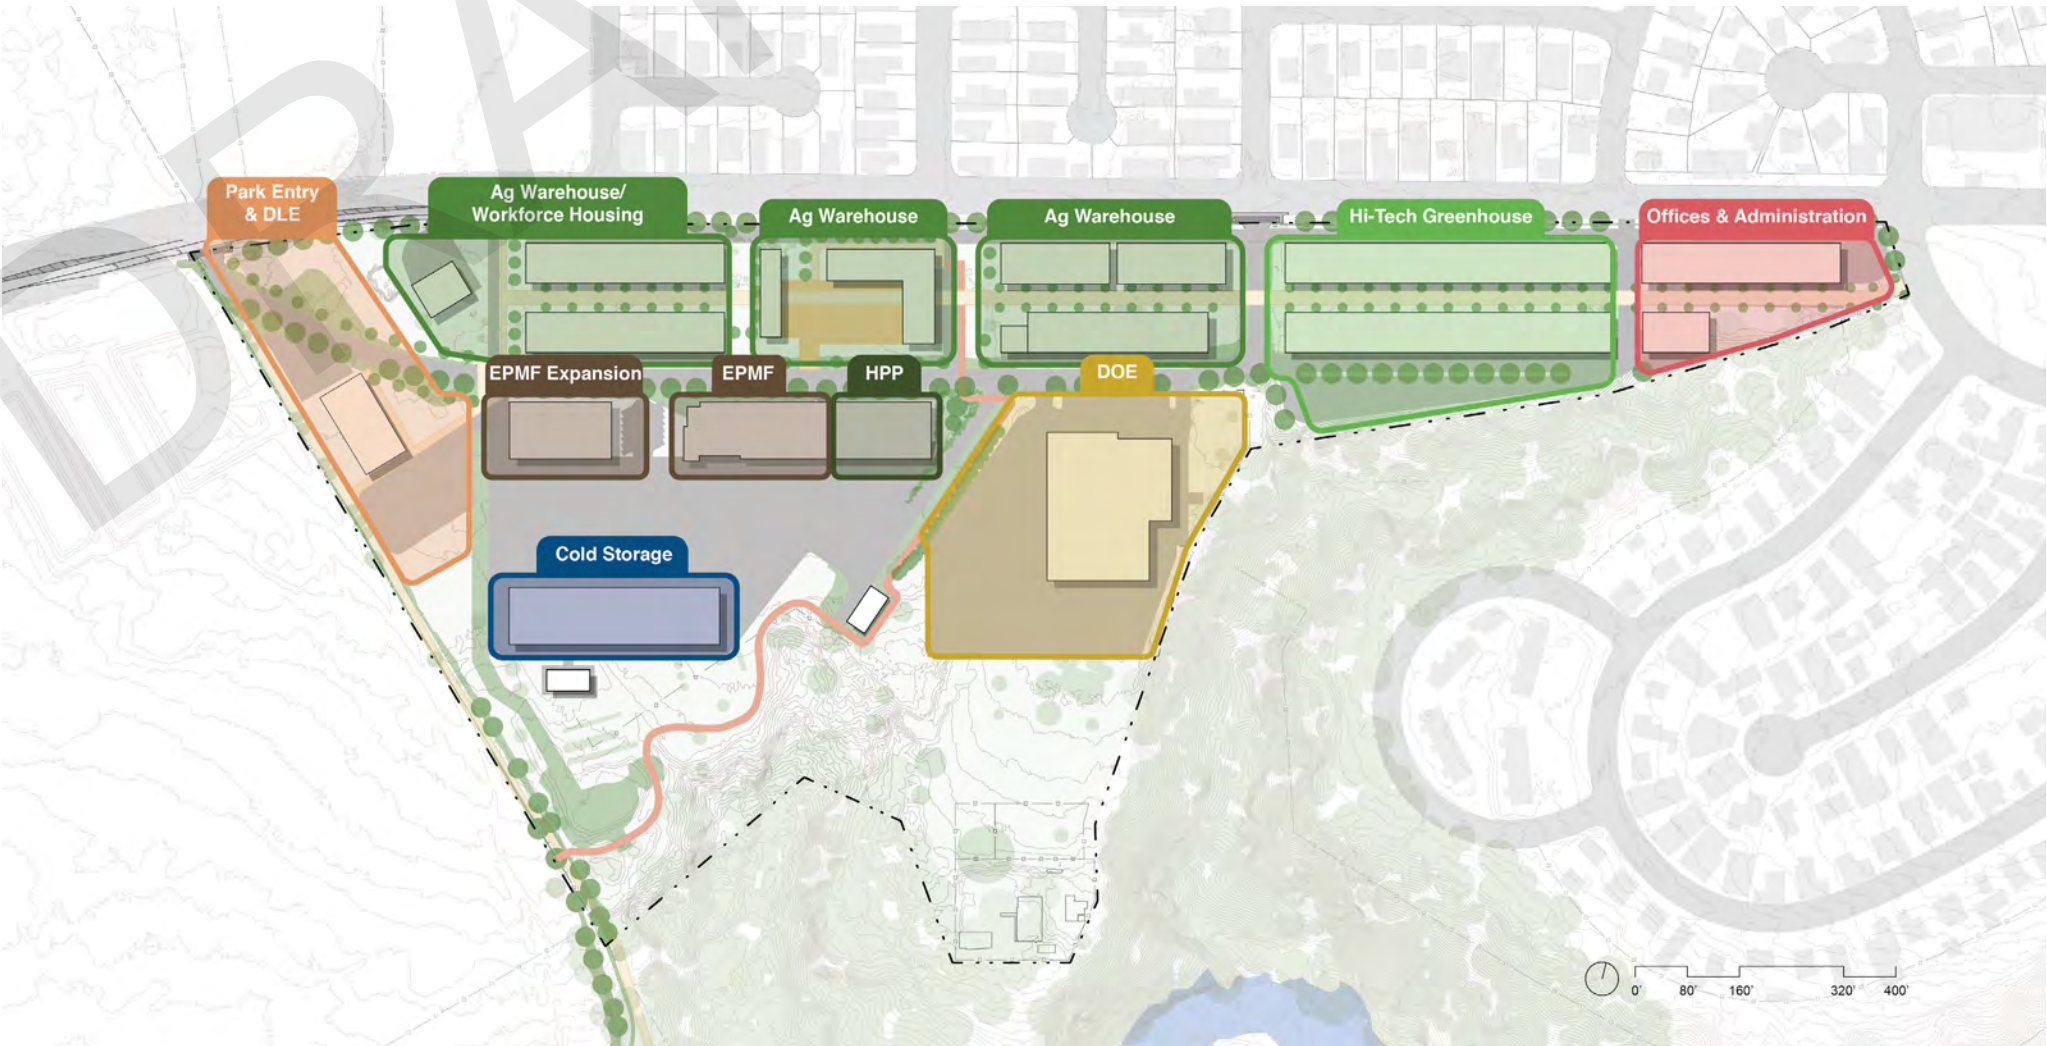 DRAF
Park Entry
& DLE
Ag Warehouse/
Workforce Housing
Ag Warehouse
Ag Warehouse
Hi-Tech Greenhouse
Offices & Administration
EPMF Expansion
EPMF
HPP
DOE
Cold Storage
0' 80' 160' 320' 400'